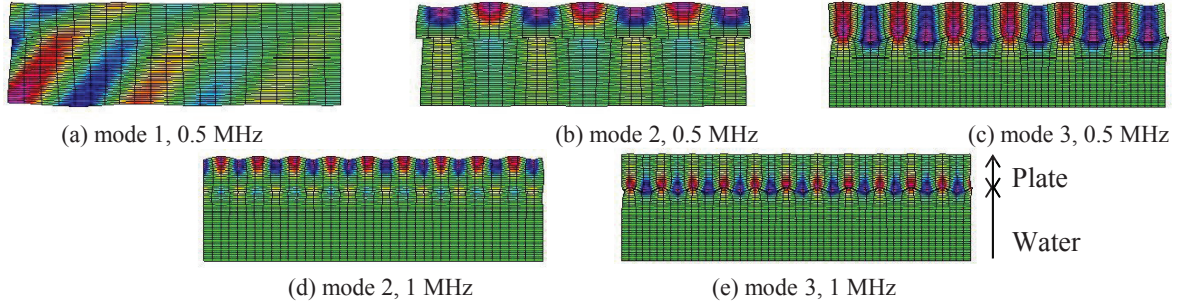 (a) mode 1, 0.5 MHz
(b) mode 2, 0.5 MHz
(c) mode 3, 0.5 MHz
Plate
Water
(d) mode 2, 1 MHz
(e) mode 3, 1 MHz